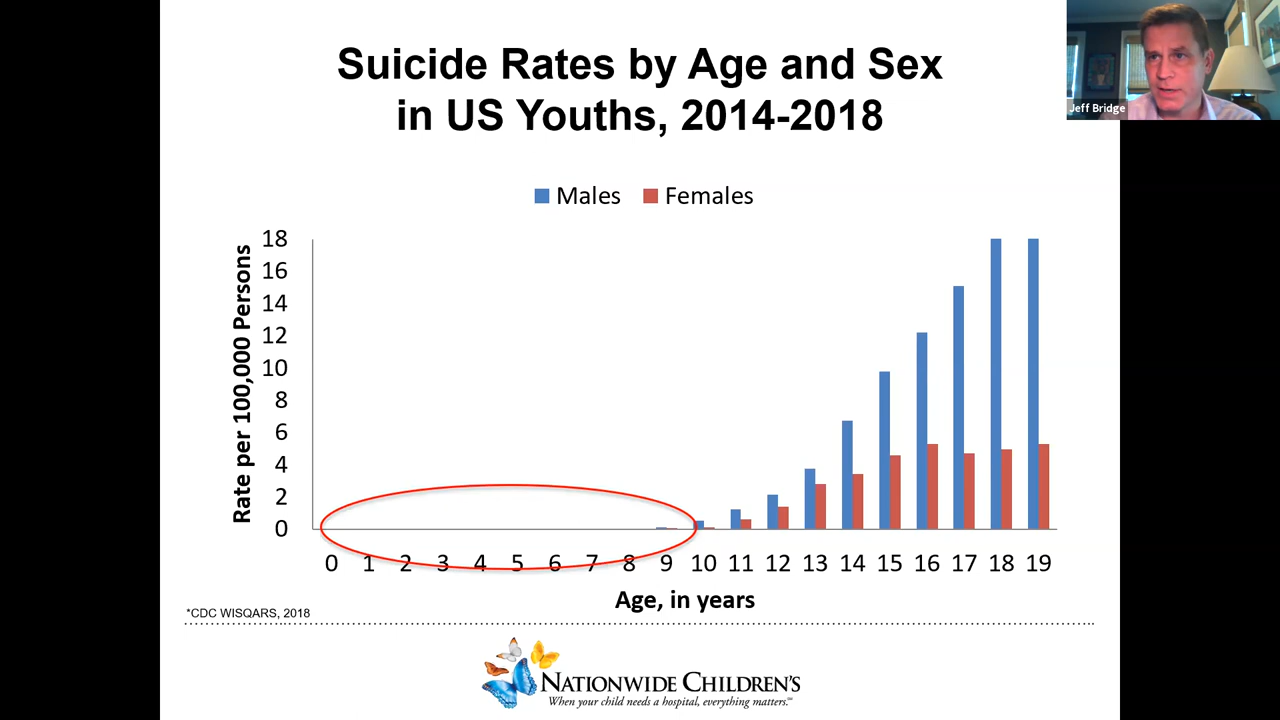 Suicide Rates by Age and Sex
in US Youths, 2014-2018
Jeff Bridge
Males Females
Rate per 100,000 Persons
18
16
14
12
10
8
6
4
2
0
0 1 2 3 4 5 6 7 8 9 10 11 12 13 14 15 16 17 18 19
Age, in years
*CDC WISQARS, 2018
NATIONWIDE CHILDREN'S
When your child needs a hospital, everything matters.℠